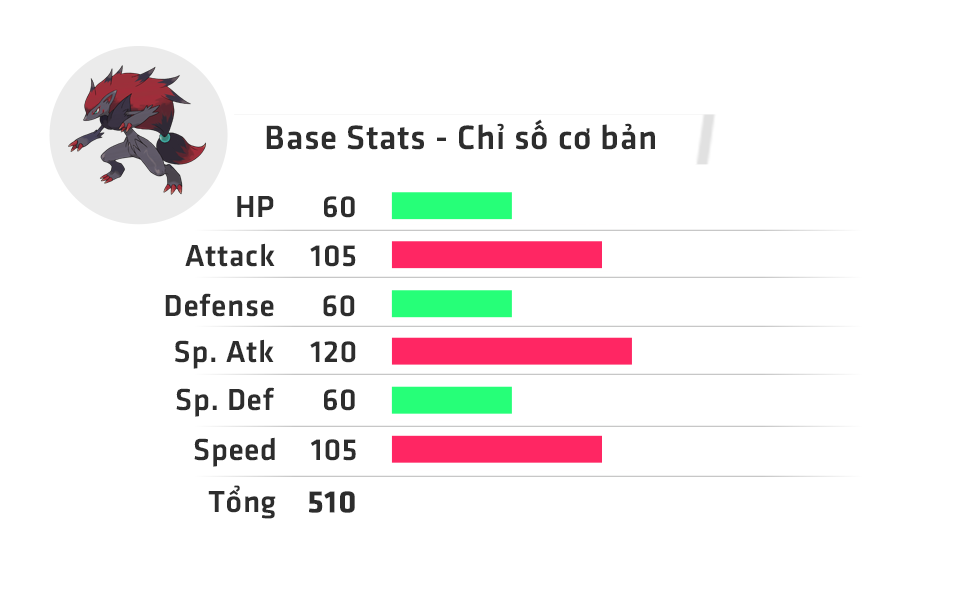 Base Stats - Chỉ số cơ bản
HP 60
Attack 105
Defense 60
Sp. Atk 120
Sp. Def 60
Speed 105
Tổng 510